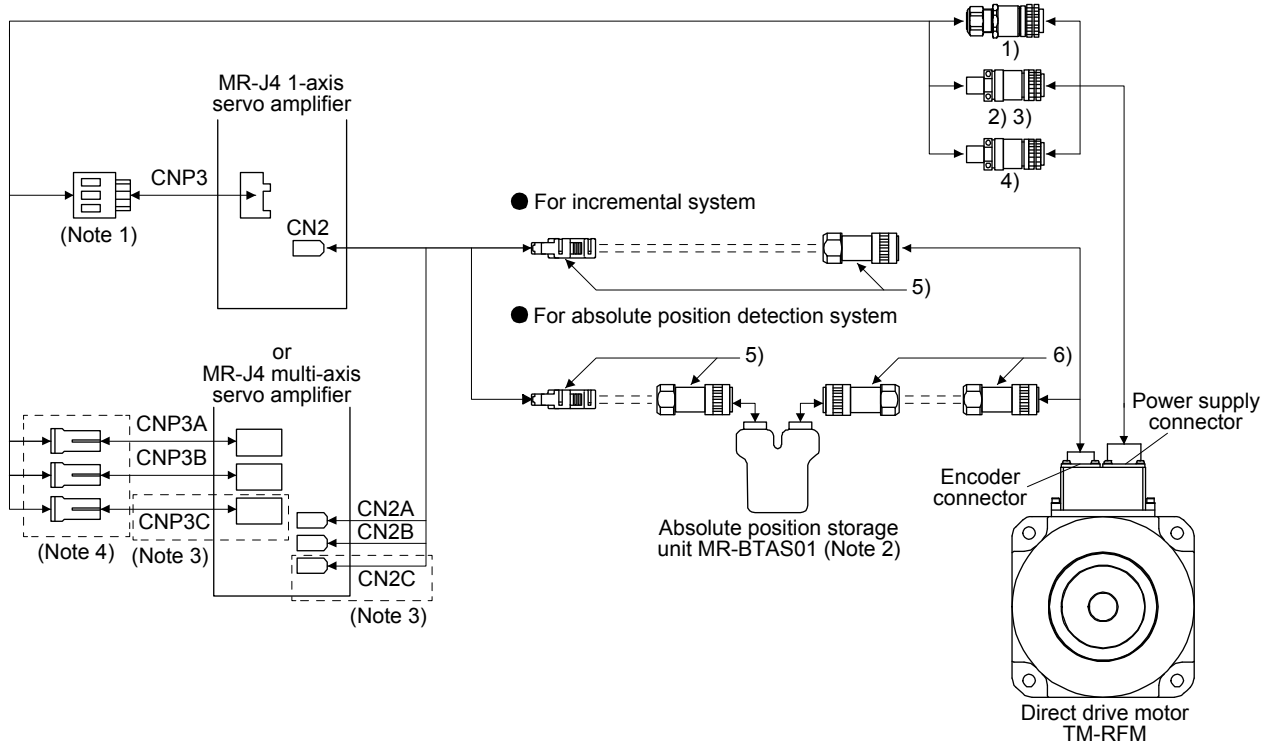 1)
MR-J4 1-axis
servo amplifier
2) 3)
4)
CNP3
(Note 1)
CN2
● For incremental system
5)
● For absolute position detection system
or
MR-J4 multi-axis
servo amplifier
5)
6)
CNP3A
CNP3B
CNP3C
(Note 4)
(Note 3)
CN2A
CN2B
CN2C
(Note 3)
Power supply
connector
Encoder
connector
Absolute position storage
unit MR-BTAS01 (Note 2)
Direct drive motor
TM-RFM